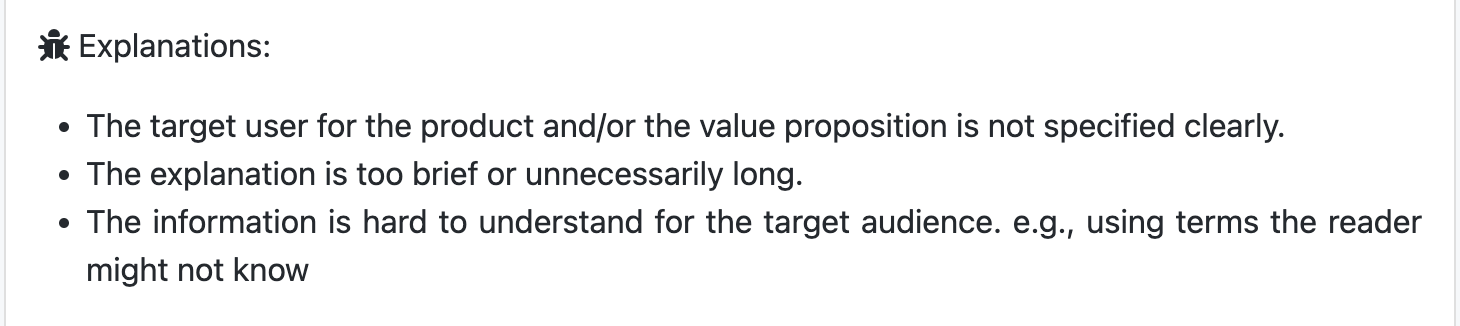 Explanations:
• The target user for the product and/or the value proposition is not specified clearly.
• The explanation is too brief or unnecessarily long.
• The information is hard to understand for the target audience. e.g., using terms the reader
might not know